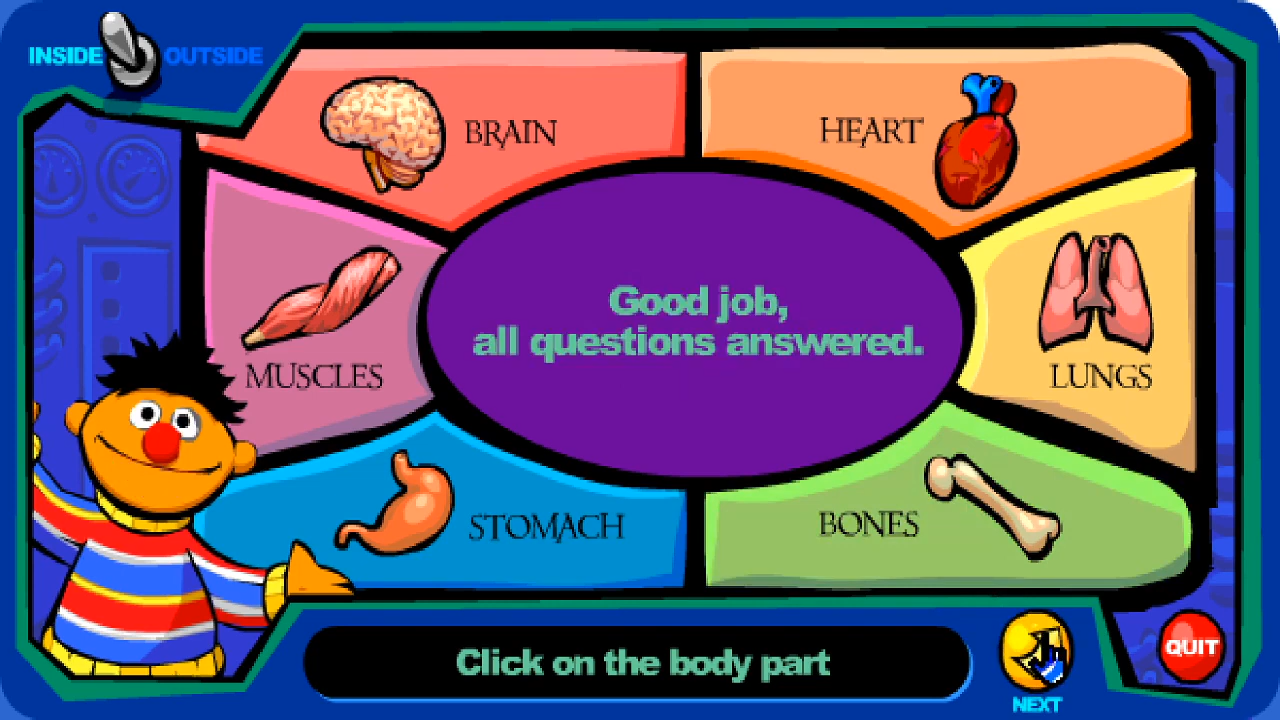 INSIDE OUTSIDE
BRAIN
HEART
MUSCLES
Good job,
all questions answered.
LUNGS
STOMACH
BONES
Click on the body part
NEXT
QUIT